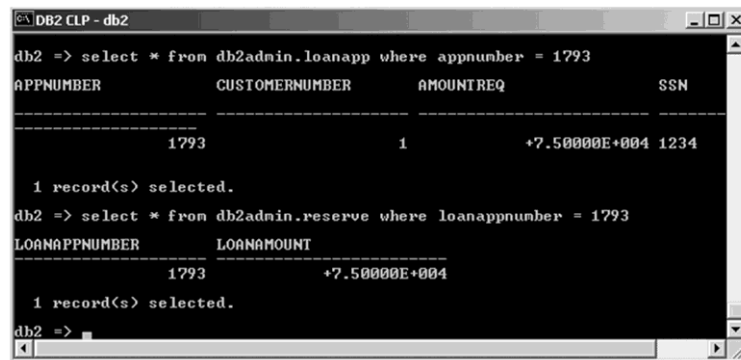 DB2 CLP - db2
db2 => select * from db2admin.loanapp where appnumber = 1793
APPNUMBER CUSTOMERNUMBER AMOUNTREQ SSN
-------------------- -------------------- ------------------------ -------
-------------------
1793 1 +7.50000E+004 1234
1 record(s) selected.
db2 => select * from db2admin.reserve where loanappnumber = 1793
LOANAPPNUMBER LOANAMOUNT
-------------------- ------------------------
1793 +7.50000E+004
1 record(s) selected.
db2 =>